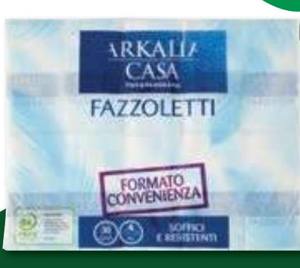 ARKALIA
CASA
FAZZOLETTI
FORMATO
CONVENIENZA
SOFFICI
E RESISTENTI